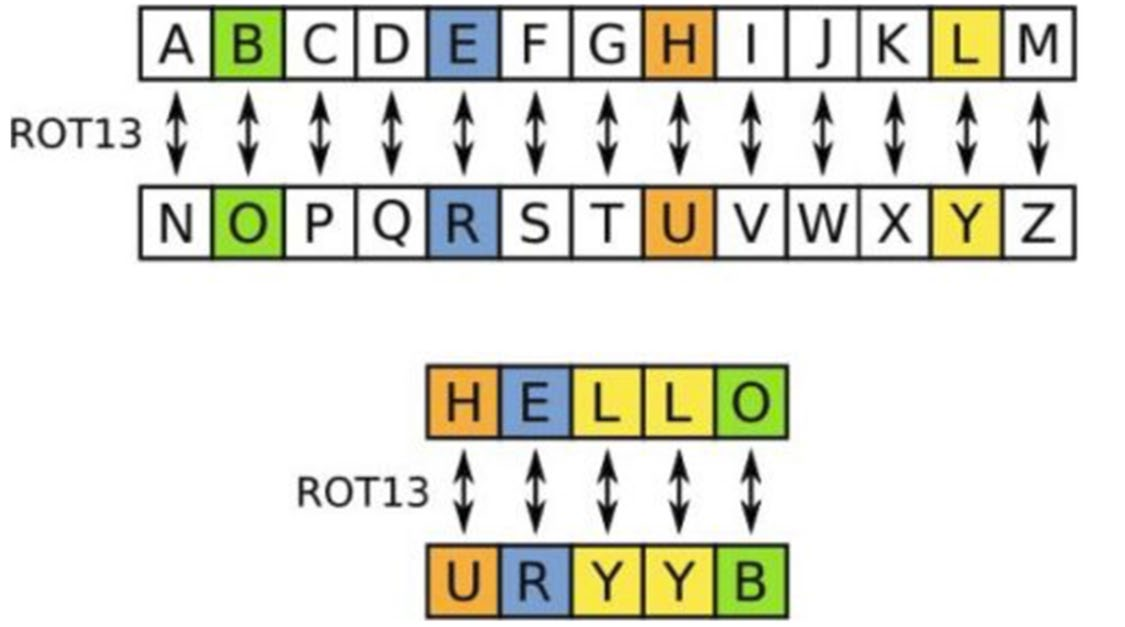 A B C D E F G H I J K L M
ROT13
N O P Q R S T U V W X Y Z
H E L L O
ROT13
U R Y Y B